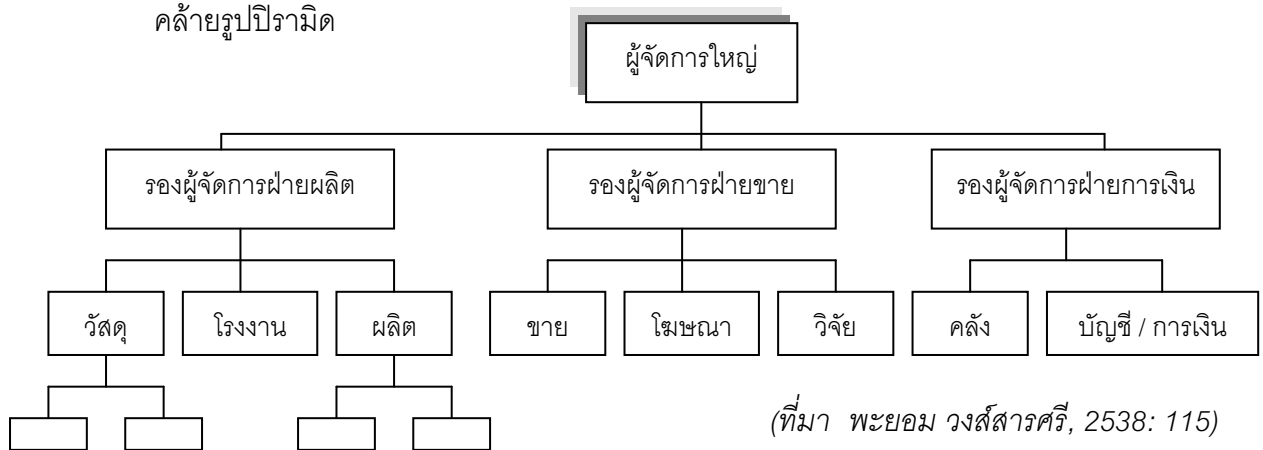 คล้ายรูปปิรามิด
ผู้จัดการใหญ่
รองผู้จัดการฝ่ายผลิต
รองผู้จัดการฝ่ายขาย
รองผู้จัดการฝ่ายการเงิน
วัสดุ
โรงงาน
ผลิต
ขาย
โฆษณา
วิจัย
คลัง
บัญชี / การเงิน
(ที่มา พะยอม วงศ์สารศรี, 2538: 115)